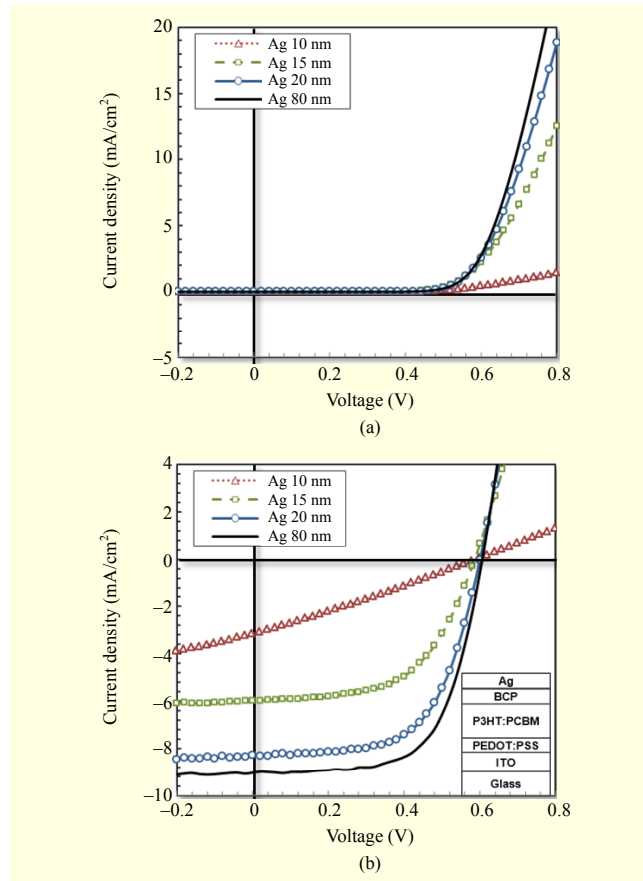 20
15
10
5
0
–5
Current density (mA/cm²)
Ag 10 nm
Ag 15 nm
Ag 20 nm
Ag 80 nm
–0.2
0
0.2
0.4
0.6
0.8
Voltage (V)
(a)
4
2
0
–2
–4
–6
–8
–10
Current density (mA/cm²)
Ag 10 nm
Ag 15 nm
Ag 20 nm
Ag 80 nm
Ag
BCP
P3HT:PCBM
PEDOT:PSS
ITO
Glass
–0.2
0
0.2
0.4
0.6
0.8
Voltage (V)
(b)